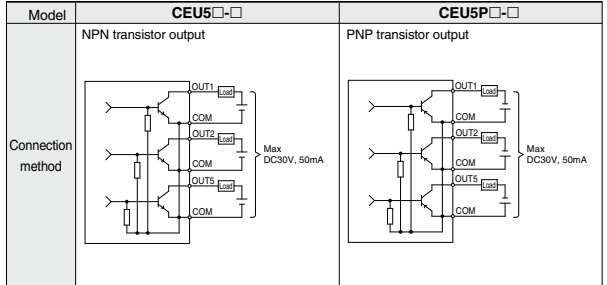 Model CEU5□-□ CEU5P□-□
Connection
method
NPN transistor output
OUT1 Load
COM
OUT2 Load
COM
OUT5 Load
COM
Max
DC30V, 50mA
PNP transistor output
OUT1 Load
COM
OUT2 Load
COM
OUT5 Load
COM
Max
DC30V, 50mA